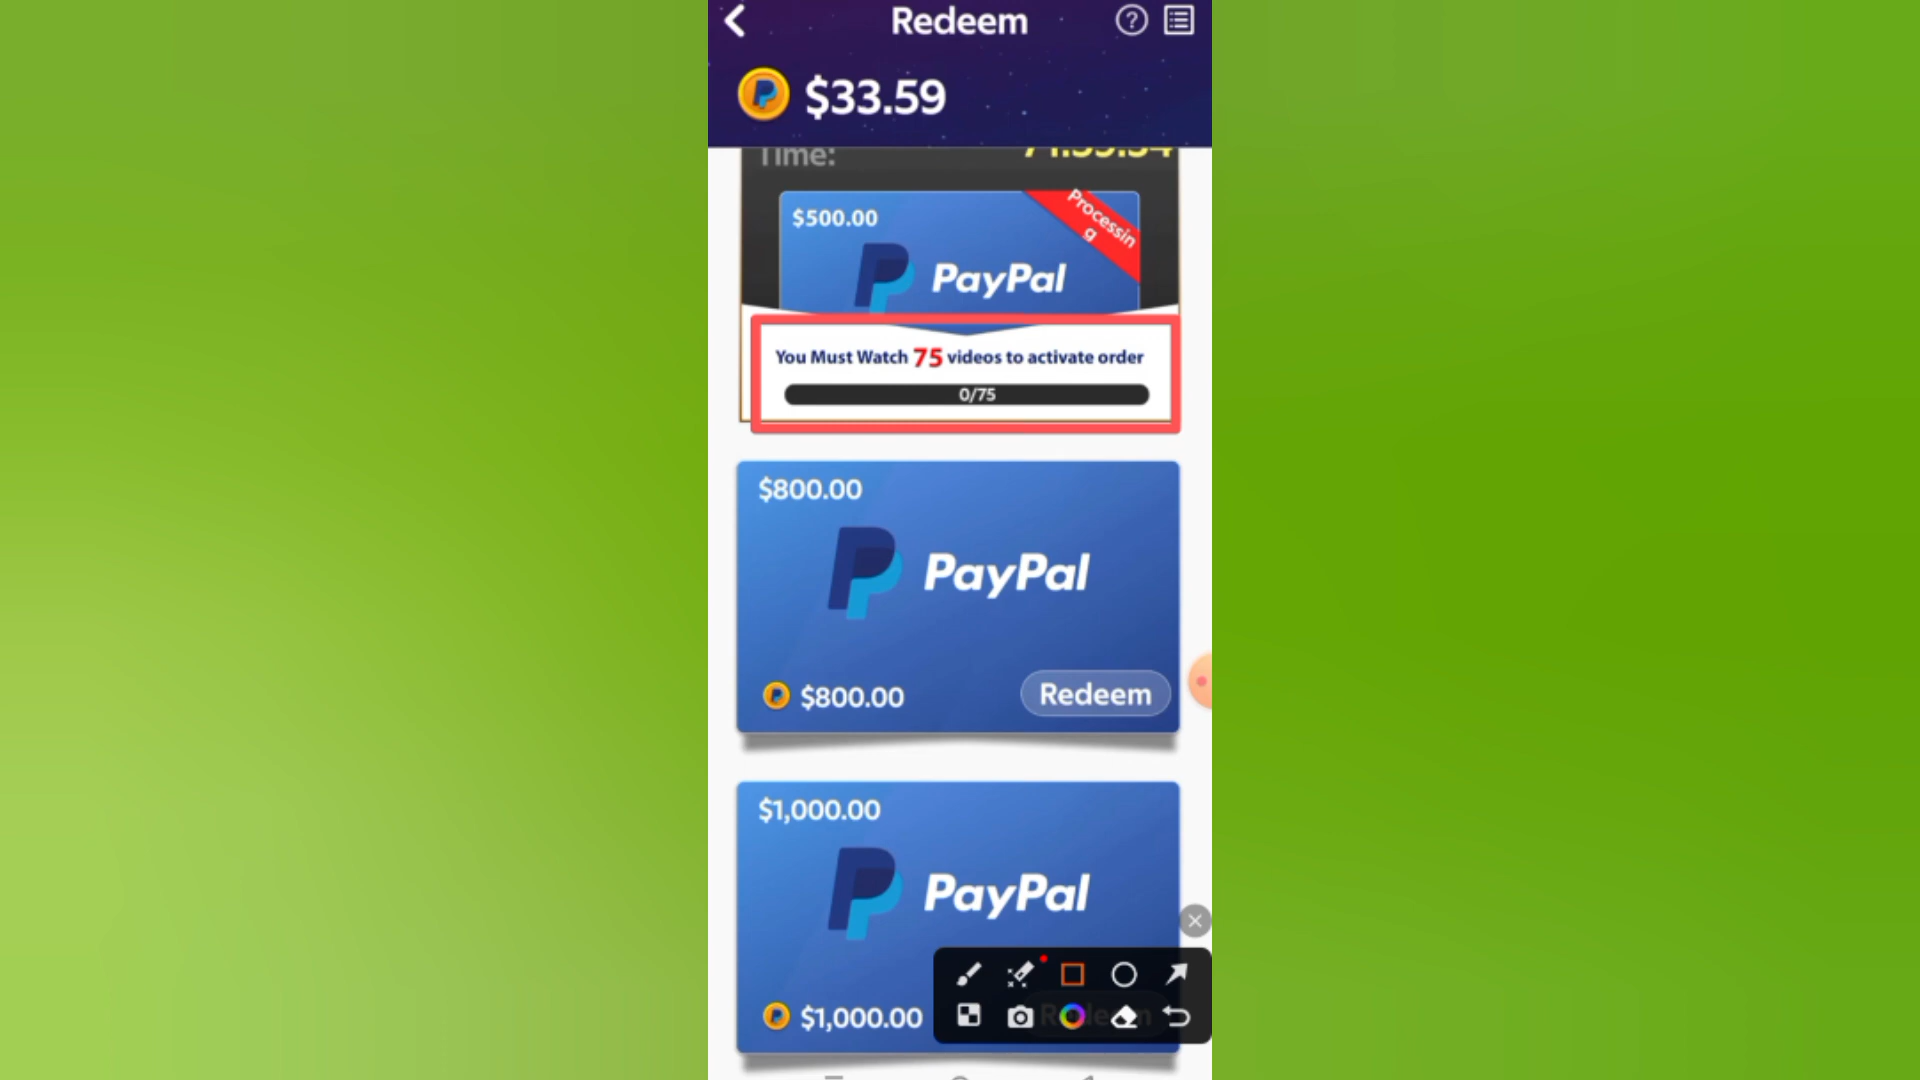 Redeem
$33.59
Time:
$500.00
Processin
g
PayPal
You Must Watch 75 videos to activate order
0/75
$800.00
PayPal
$800.00
Redeem
$1,000.00
PayPal
$1,000.00